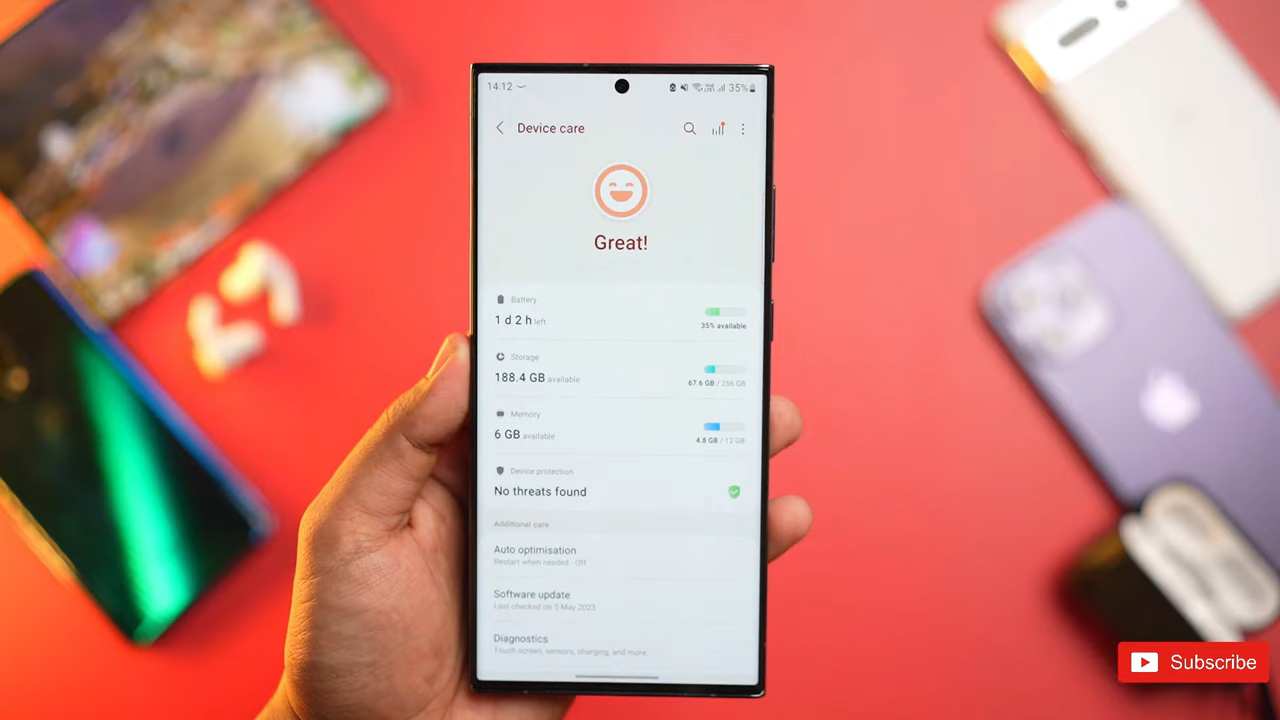 14:12 35%
Device care
Great!
Battery
1 d 2 h left
35% available
Storage
188.4 GB available
67.6 GB / 256 GB
Memory
6 GB available
4.8 GB / 12 GB
Device protection
No threats found
Additional care
Auto optimisation
Restart when needed : Off
Software update
Last checked on 5 May 2023
Diagnostics
Touch screen, sensors, charging, and more.
Subscribe